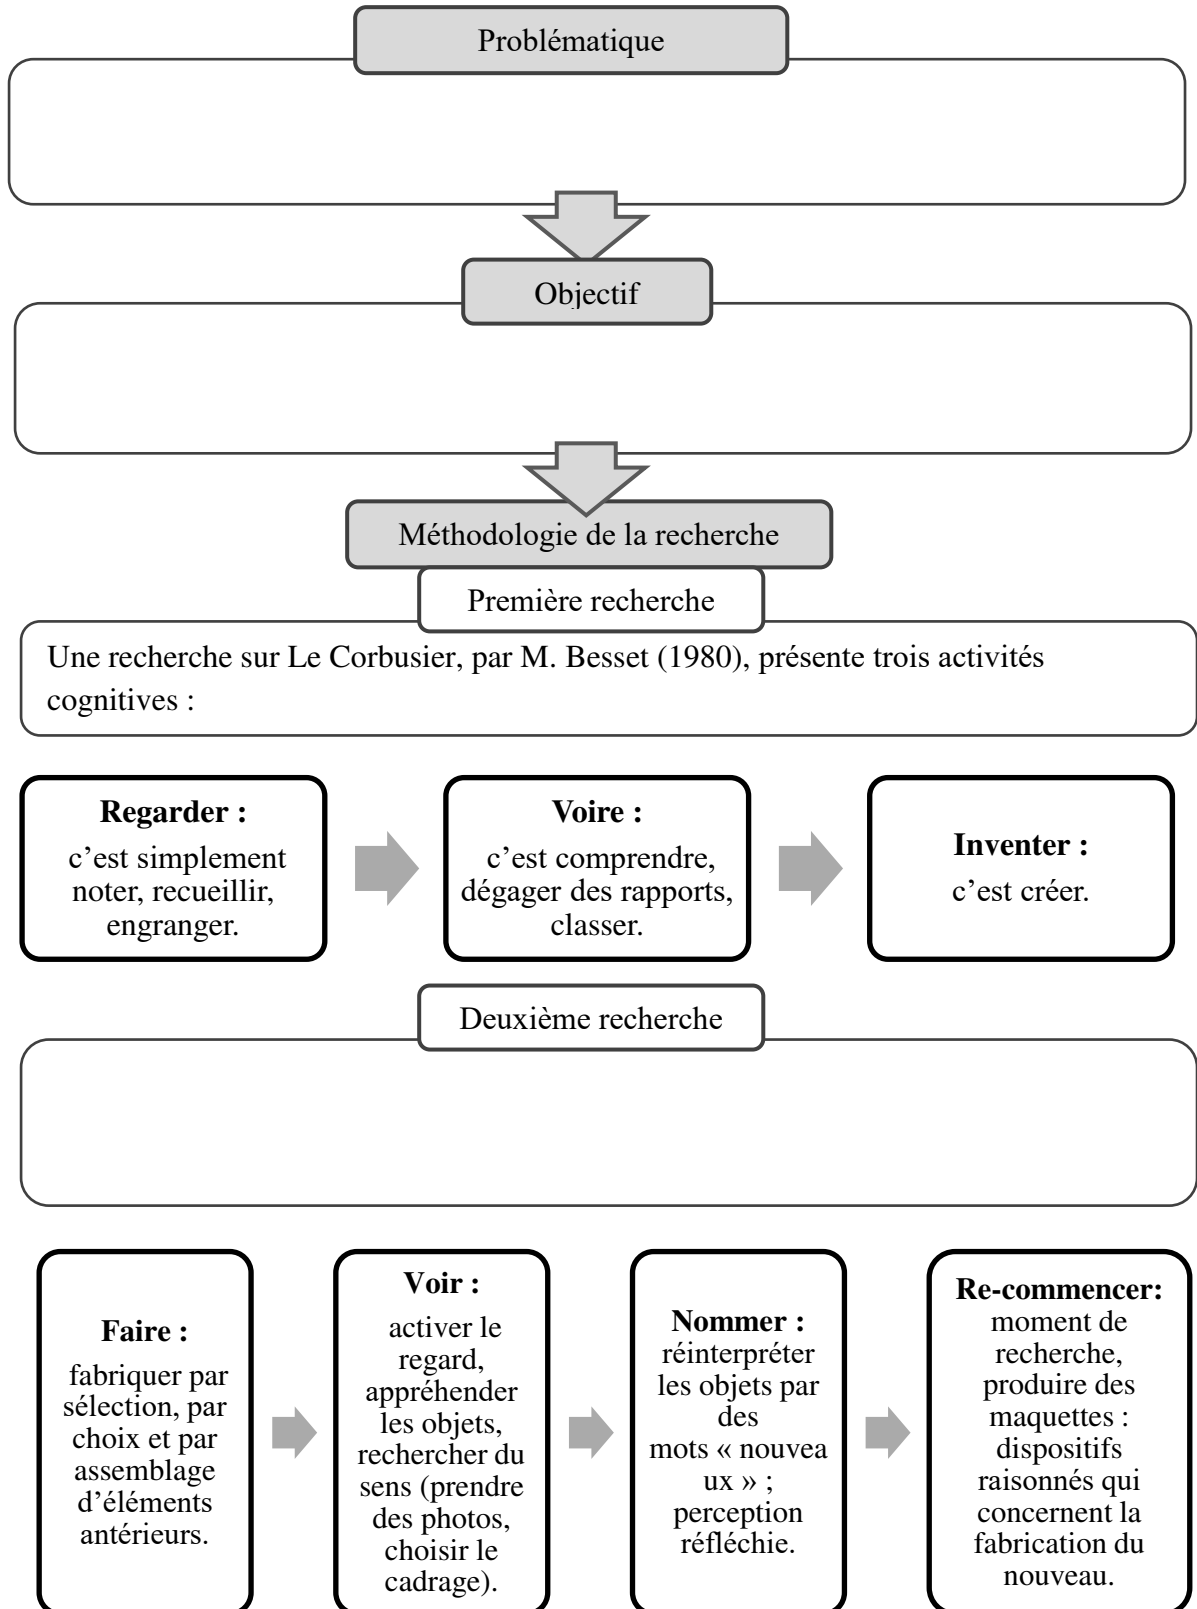 Problématique
Objectif
Méthodologie de la recherche
Première recherche
Une recherche sur Le Corbusier, par M. Besset (1980), présente trois activités
cognitives :
Regarder :
c’est simplement
noter, recueillir,
engranger.
Voire :
c’est comprendre,
dégager des rapports,
classer.
Inventer :
c’est créer.
Deuxième recherche
Faire :
fabriquer par
sélection, par
choix et par
assemblage
d’éléments
antérieurs.
Voir :
activer le
regard,
appréhender
les objets,
rechercher du
sens (prendre
des photos,
choisir le
cadrage).
Nommer :
réinterpréter
les objets par
des
mots « nouvea
ux » ;
perception
réfléchie.
Re-commencer:
moment de
recherche,
produire des
maquettes :
dispositifs
raisonnés qui
concernent la
fabrication du
nouveau.